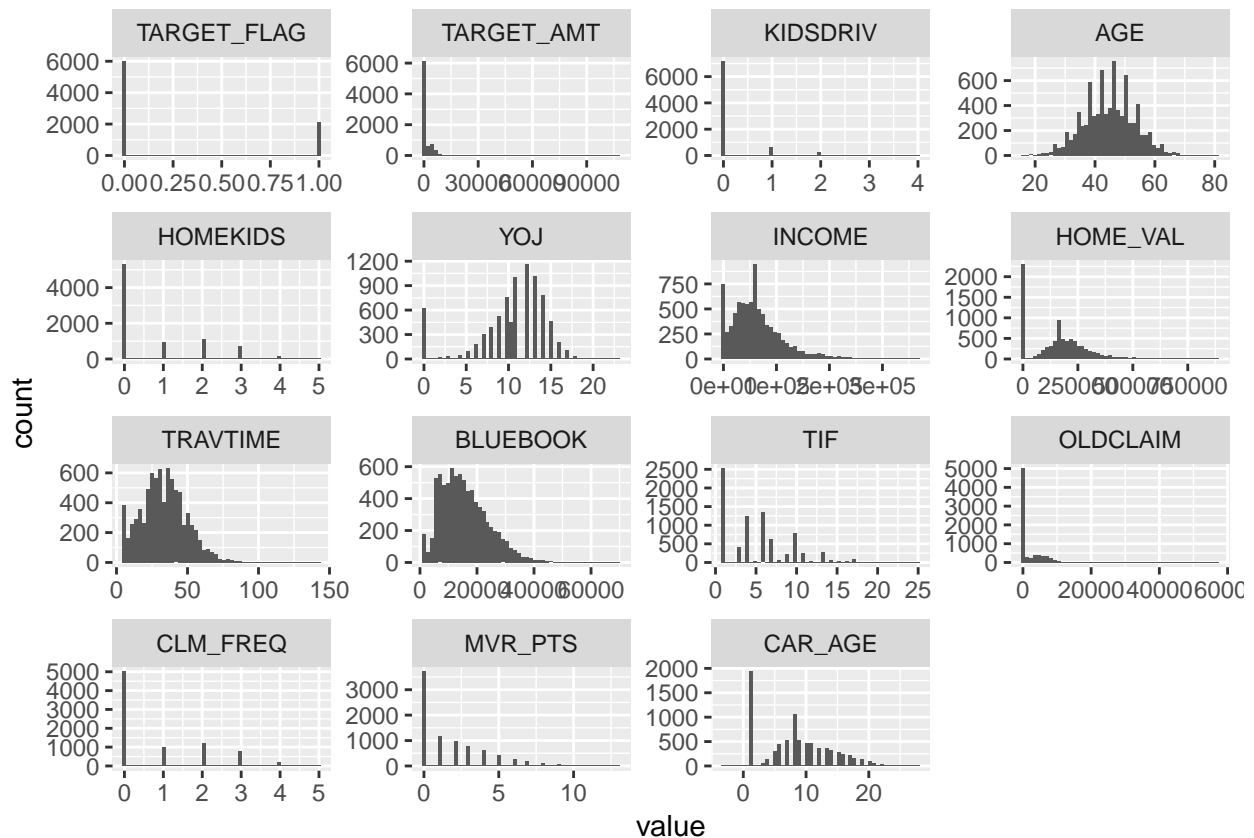 TARGET_FLAG TARGET_AMT KIDSDRIV AGE
6000 4000 2000 0
0.00 0.25 0.50 0.75 1.00
6000 4000 2000 0
0 30000 60000 90000
6000 4000 2000 0
0 1 2 3 4
600 400 200 0
20 40 60 80
HOMEKIDS YOJ INCOME HOME_VAL
4000 2000 0
0 1 2 3 4 5
1200 900 600 300 0
0 5 10 15 20
750 500 250 0
0e+00 1e+05 2e+05 3e+05
2000 1500 1000 500 0
0 250000 500000 750000
TRAVTIME BLUEBOOK TIF OLDCLAIM
600 400 200 0
0 50 100 150
600 400 200 0
0 20000 40000 60000
2500 2000 1500 1000 500 0
0 5 10 15 20 25
5000 4000 3000 2000 1000 0
0 20000 40000 6000
CLM_FREQ MVR_PTS CAR_AGE
5000 4000 3000 2000 1000 0
0 1 2 3 4 5
3000 2000 1000 0
0 5 10
2000 1500 1000 500 0
0 10 20
count
value